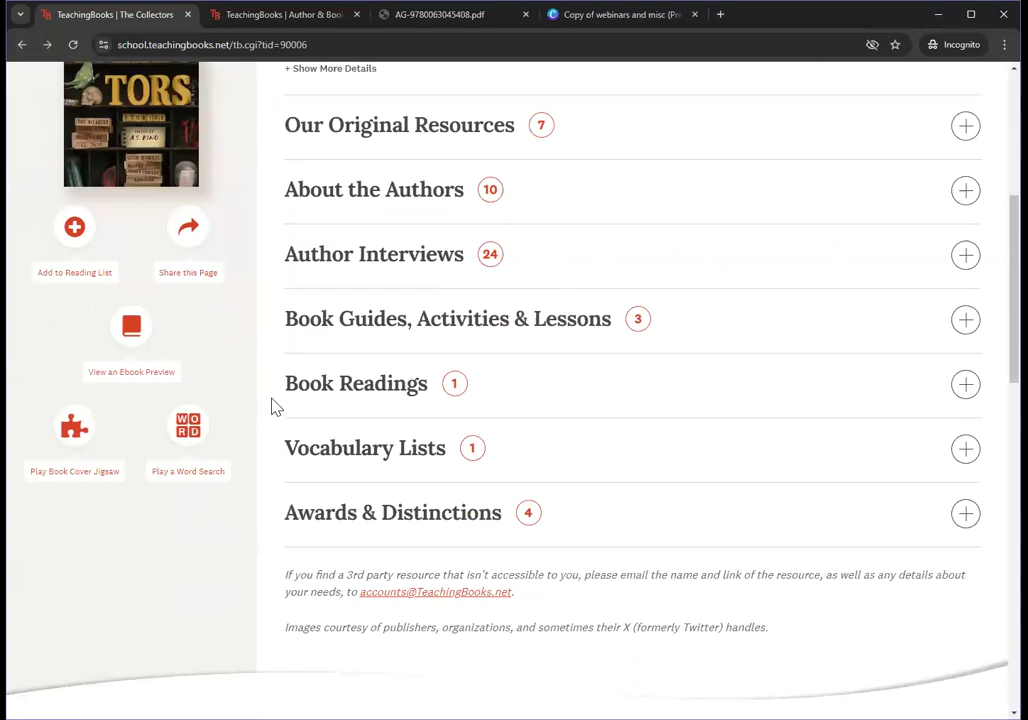 TeachingBooks | The Collectors
TeachingBooks | Author & Boo
AG-9780063045408.pdf
Copy of webinars and misc (Pre
school.teachingbooks.net/tb.cgi?tid=90006
Incognito
TORS
+ Show More Details
Our Original Resources 7
About the Authors 10
Author Interviews 24
Book Guides, Activities & Lessons 3
Book Readings 1
Vocabulary Lists 1
Awards & Distinctions 4
Add to Reading List
Share this Page
View an Ebook Preview
WO
RD
Play Book Cover Jigsaw
Play a Word Search
If you find a 3rd party resource that isn't accessible to you, please email the name and link of the resource, as well as any details about
your needs, to accounts@TeachingBooks.net.
Images courtesy of publishers, organizations, and sometimes their X (formerly Twitter) handles.